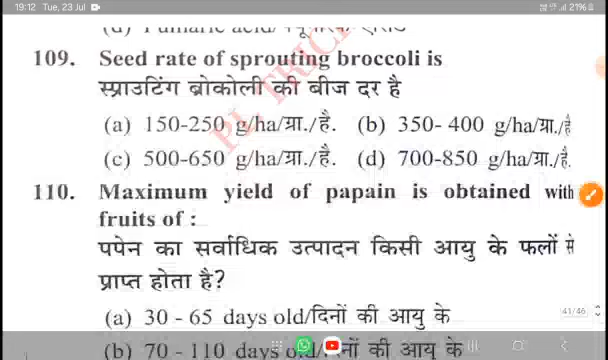 19:12 Tue, 23 Jul
109. Seed rate of sprouting broccoli is
स्प्राउटिंग ब्रोकोली की बीज दर है
(a) 150-250 g/ha/ग्रा./है. (b) 350- 400 g/ha/ग्रा./है
(c) 500-650 g/ha/ग्रा./है. (d) 700-850 g/ha/ग्रा./है.
110. Maximum yield of papain is obtained with
fruits of :
पपेन का सर्वाधिक उत्पादन किसी आयु के फलों से
प्राप्त होता है?
41/46
(a) 30 - 65 days old/दिनों की आयु के
(b) 70 - 110 days की आयु के